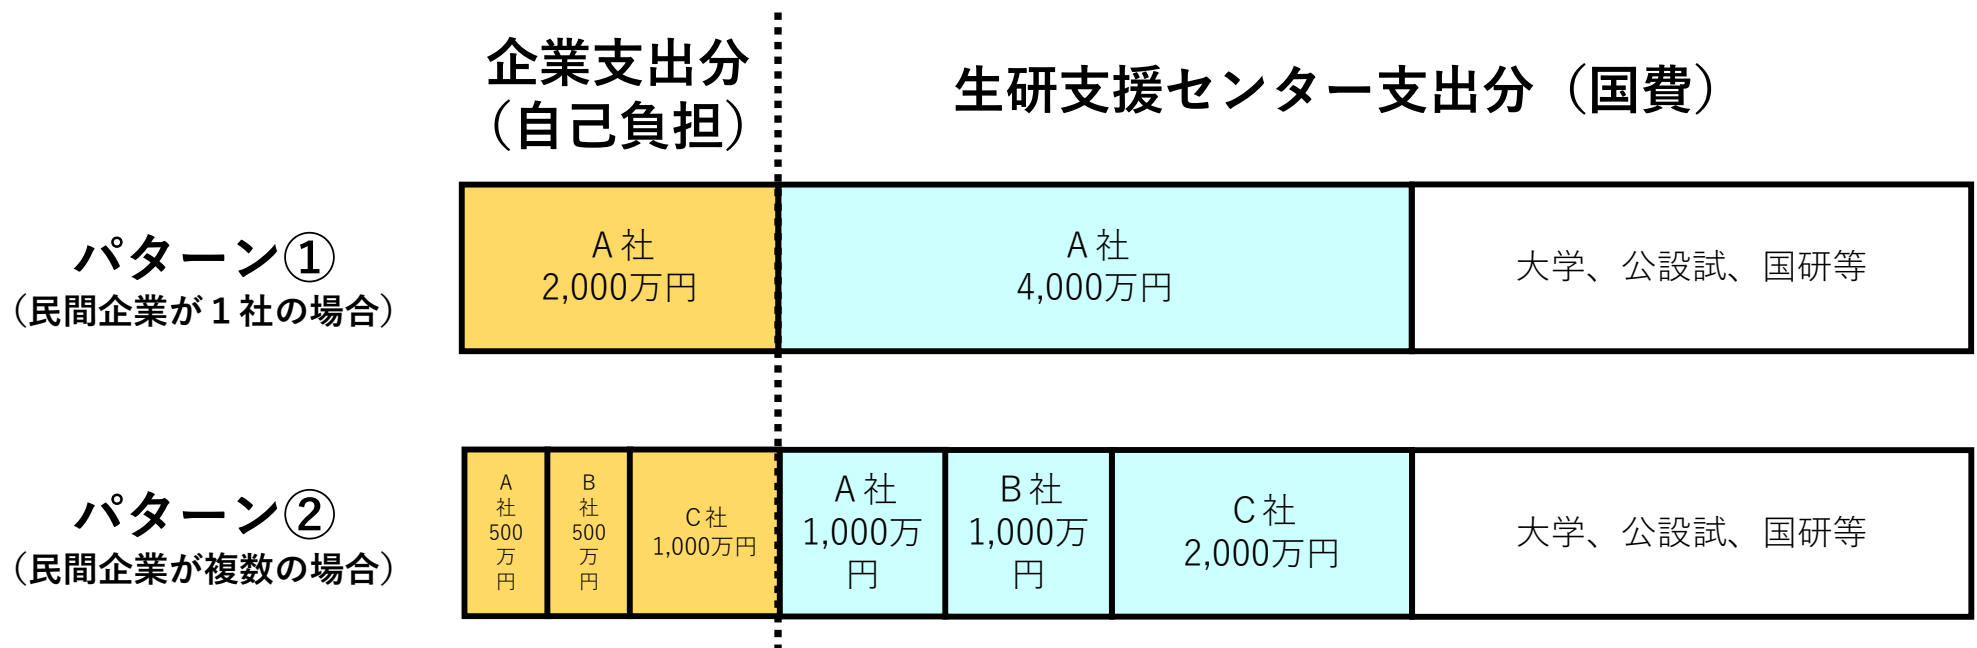 企業支出分
（自己負担）
生研支援センター支出分（国費）
パターン①
（民間企業が１社の場合）
Ａ社
2,000万円
Ａ社
4,000万円
大学、公設試、国研等
パターン②
（民間企業が複数の場合）
Ａ
社
500
万
円
Ｂ
社
500
万
円
Ｃ社
1,000万円
Ａ社
1,000万
円
Ｂ社
1,000万
円
Ｃ社
2,000万円
大学、公設試、国研等